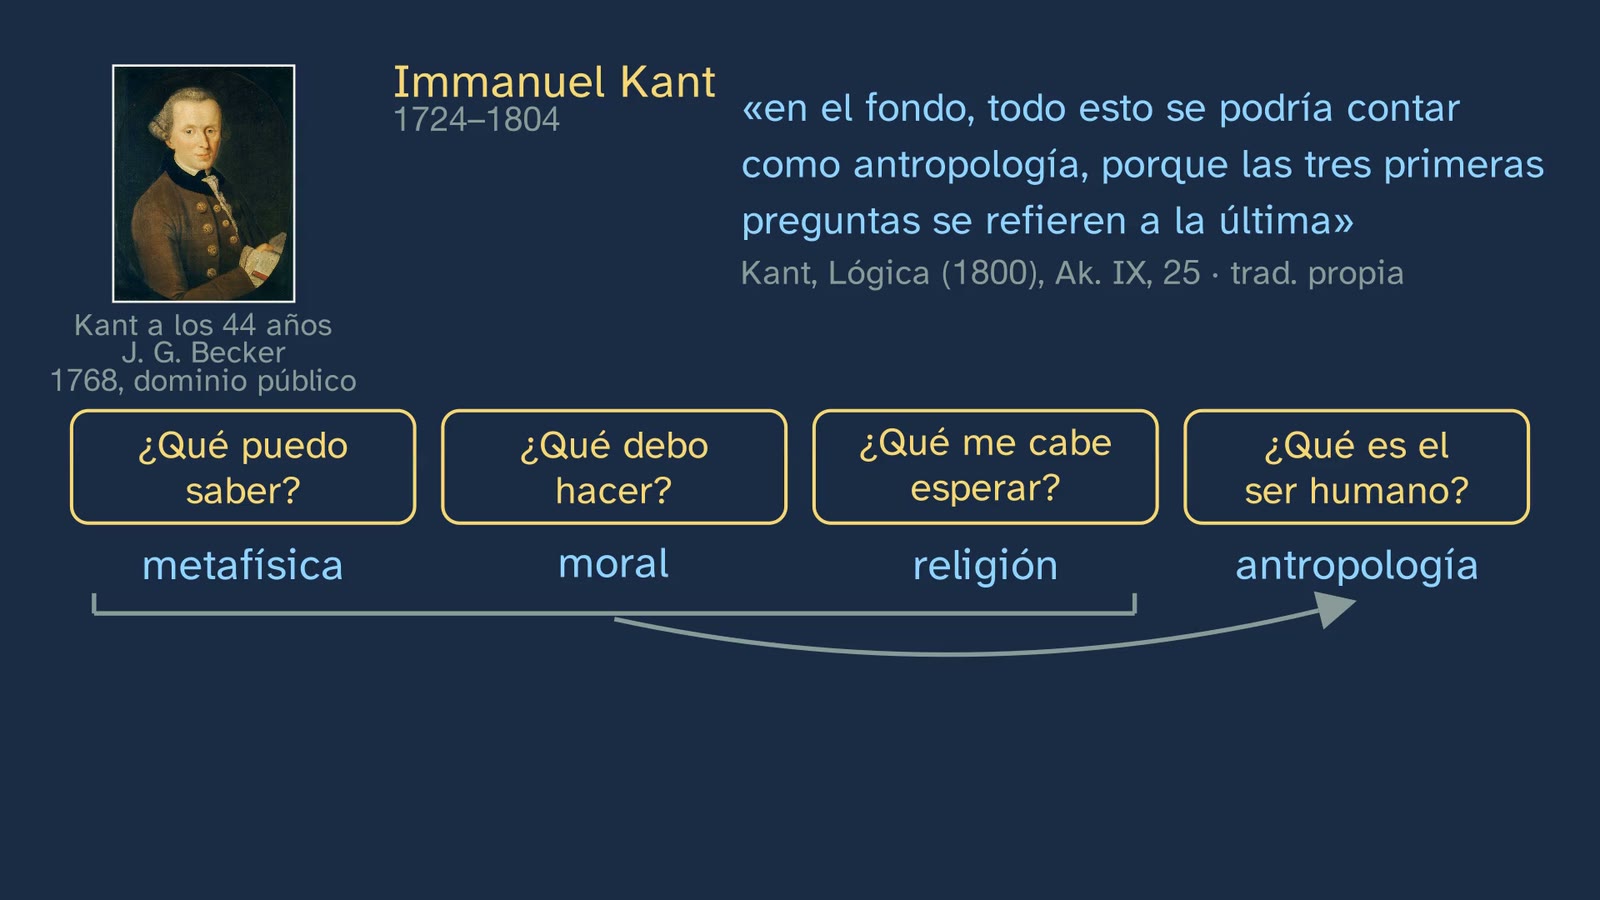 Immanuel Kant
1724–1804
«en el fondo, todo esto se podría contar
como antropología, porque las tres primeras
preguntas se refieren a la última»
Kant, Lógica (1800), Ak. IX, 25 · trad. propia
Kant a los 44 años
J. G. Becker
1768, dominio público
¿Qué puedo
saber?
metafísica
¿Qué debo
hacer?
moral
¿Qué me cabe
esperar?
religión
¿Qué es el
ser humano?
antropología